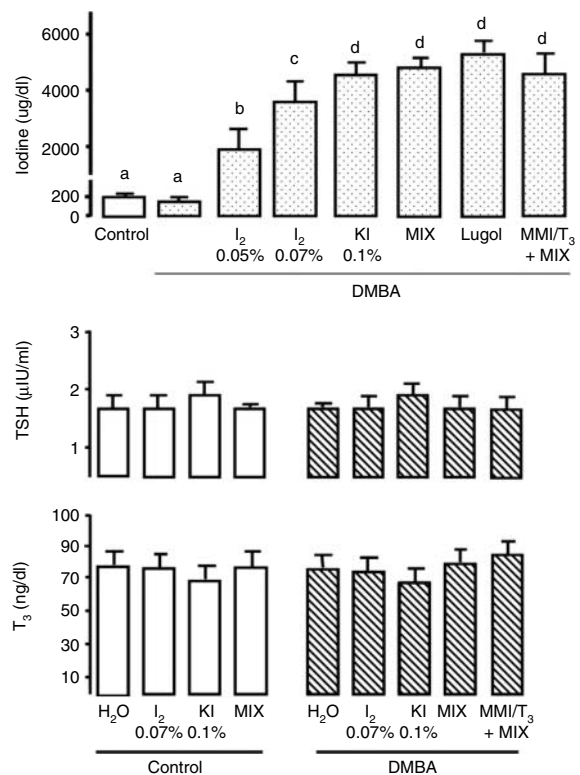 6000
4000
2000
200
0
Iodine (ug/dl)
a
a
b
c
d
d
d
d
Control
I2
0.05%
I2
0.07%
KI
0.1%
MIX
Lugol
MMI/T3
+ MIX
DMBA
3
2
1
TSH (µIU/ml)
100
90
70
50
30
10
T3 (ng/dl)
H2O
I2
0.07%
KI
0.1%
MIX
Control
H2O
I2
0.07%
KI
0.1%
MIX
MMI/T3
+ MIX
DMBA